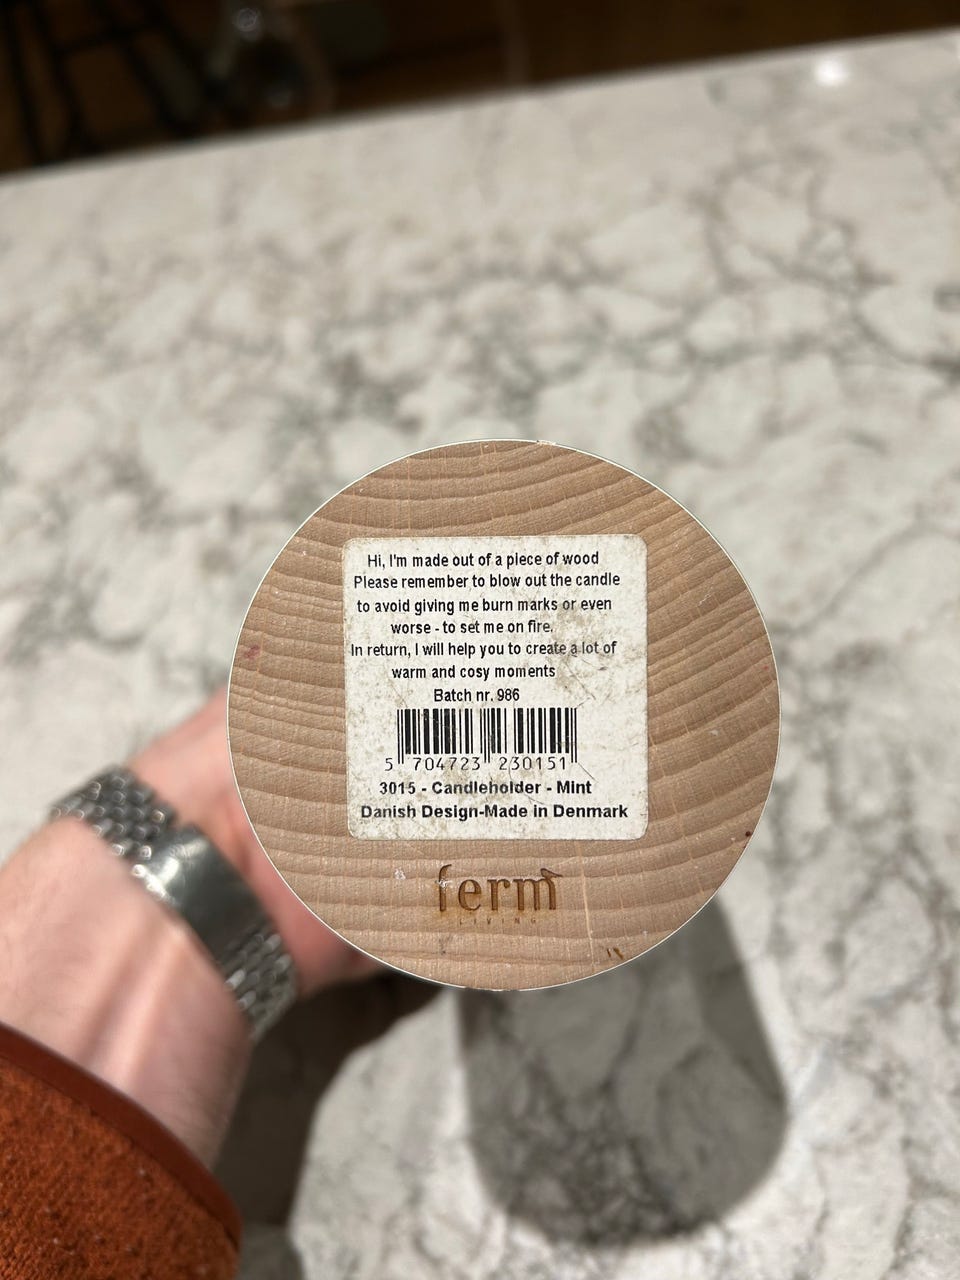 Hi, I'm made out of a piece of wood
Please remember to blow out the candle
to avoid giving me burn marks or even
worse - to set me on fire.
In return, I will help you to create a lot of
warm and cosy moments
Batch nr. 986
5 704723 230151
3015 - Candleholder - Mint
Danish Design-Made in Denmark
ferm
LIVING